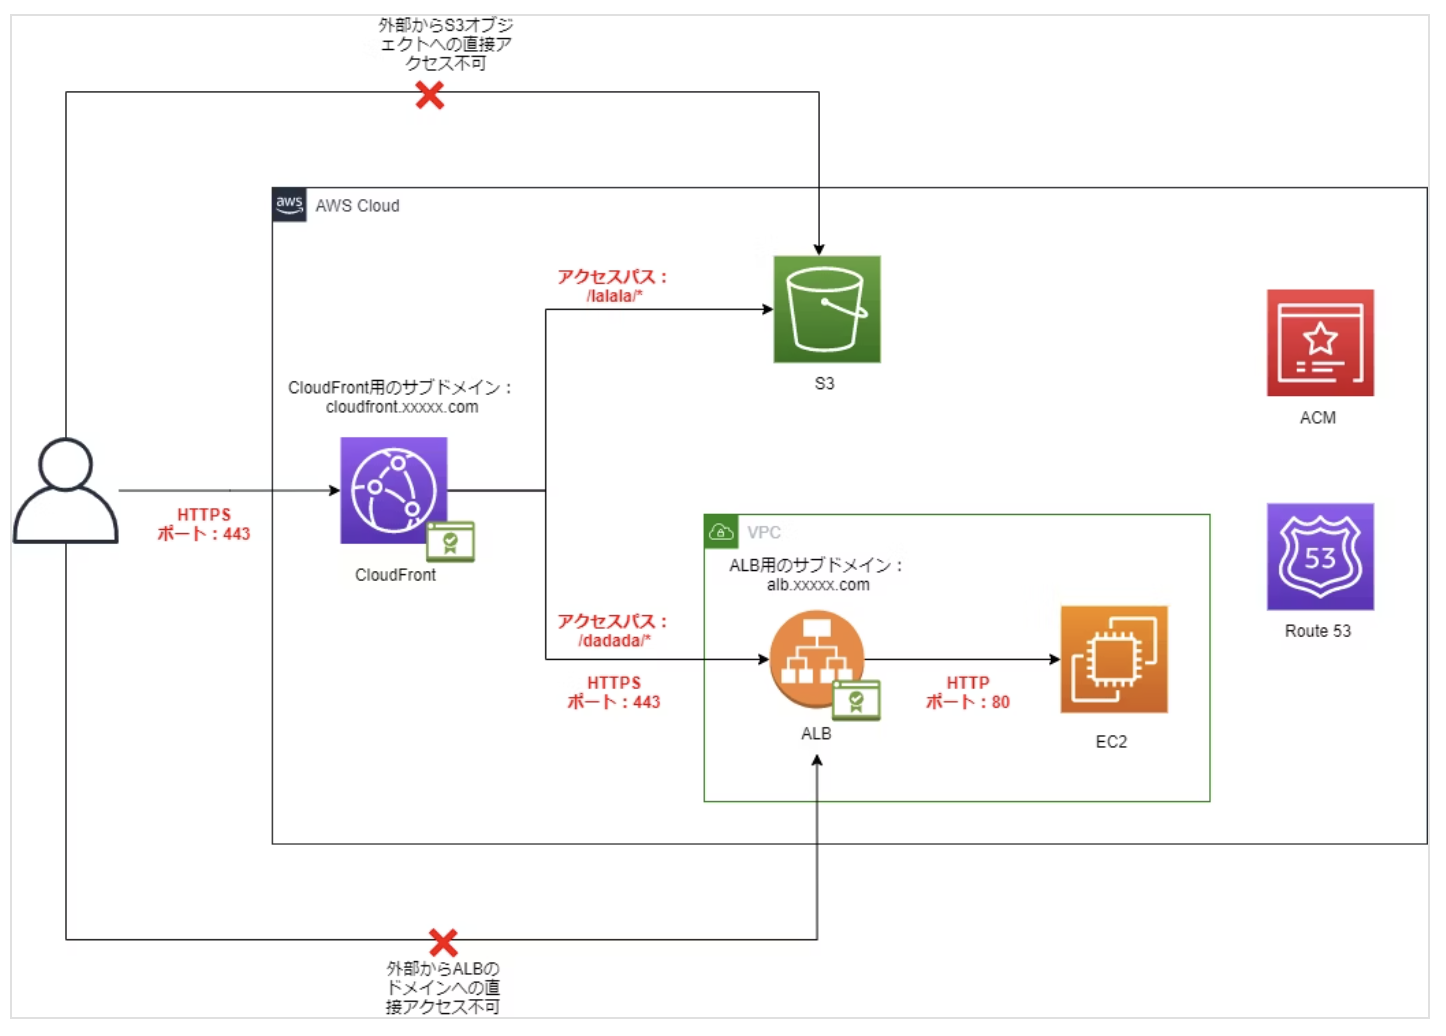 外部からS3オブジ
ェクトへの直接ア
クセス不可
aws
AWS Cloud
アクセスパス：
/lalala/*
S3
ACM
CloudFront用のサブドメイン：
cloudfront.xxxxx.com
HTTPS
ポート：443
CloudFront
VPC
ALB用のサブドメイン：
alb.xxxxx.com
53
Route 53
アクセスパス：
/dadada/*
HTTPS
ポート：443
ALB
HTTP
ポート：80
EC2
外部からALBの
ドメインへの直
接アクセス不可